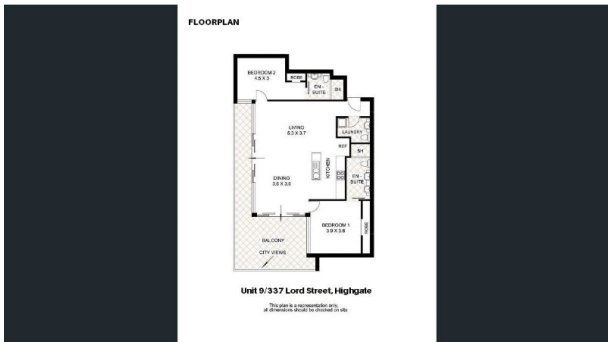 FLOORPLAN
BEDROOM 2
4.5 X 3
ROBE
EN -
SUITE
SH
LIVING
6.3 X 3.7
LAUNDRY
REF
SH
KITCHEN
DINING
3.6 X 3.6
EN -
SUITE
BEDROOM 1
3.9 X 3.6
ROBE
BALCONY
CITY VIEWS
Unit 9/337 Lord Street, Highgate
This plan is a representation only,
all dimensions should be checked on site